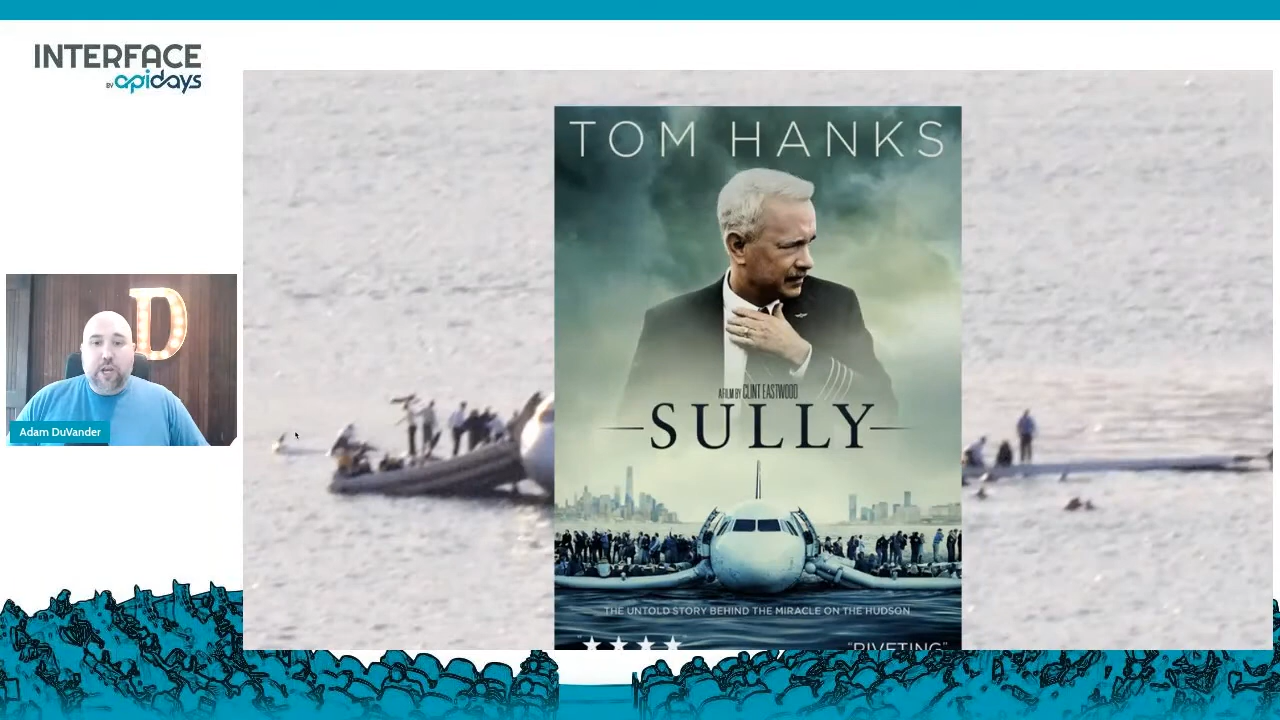 INTERFACE
BY apidays
D
Adam DuVander
TOM HANKS
A FILM BY CLINT EASTWOOD
SULLY
THE UNTOLD STORY BEHIND THE MIRACLE ON THE HUDSON
"RIVETING"